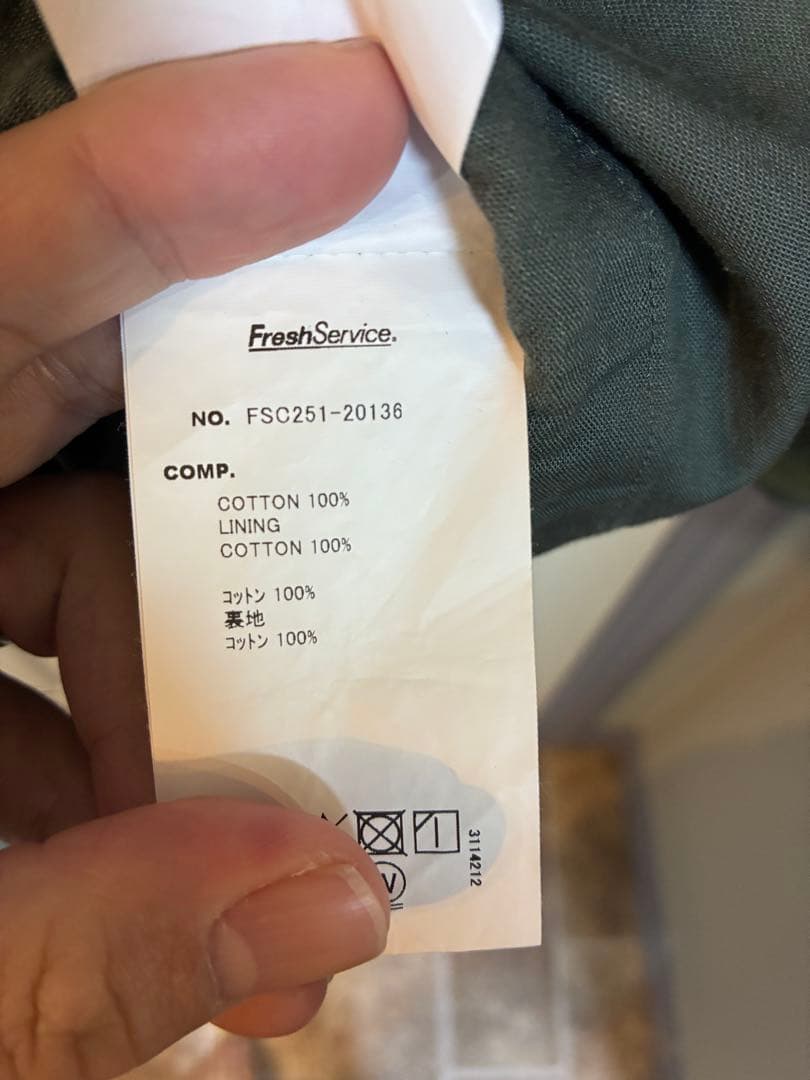 FreshService.
NO. FSC251-20136
COMP.
COTTON 100%
LINING
COTTON 100%
コットン 100%
裏地
コットン 100%
3114212
W